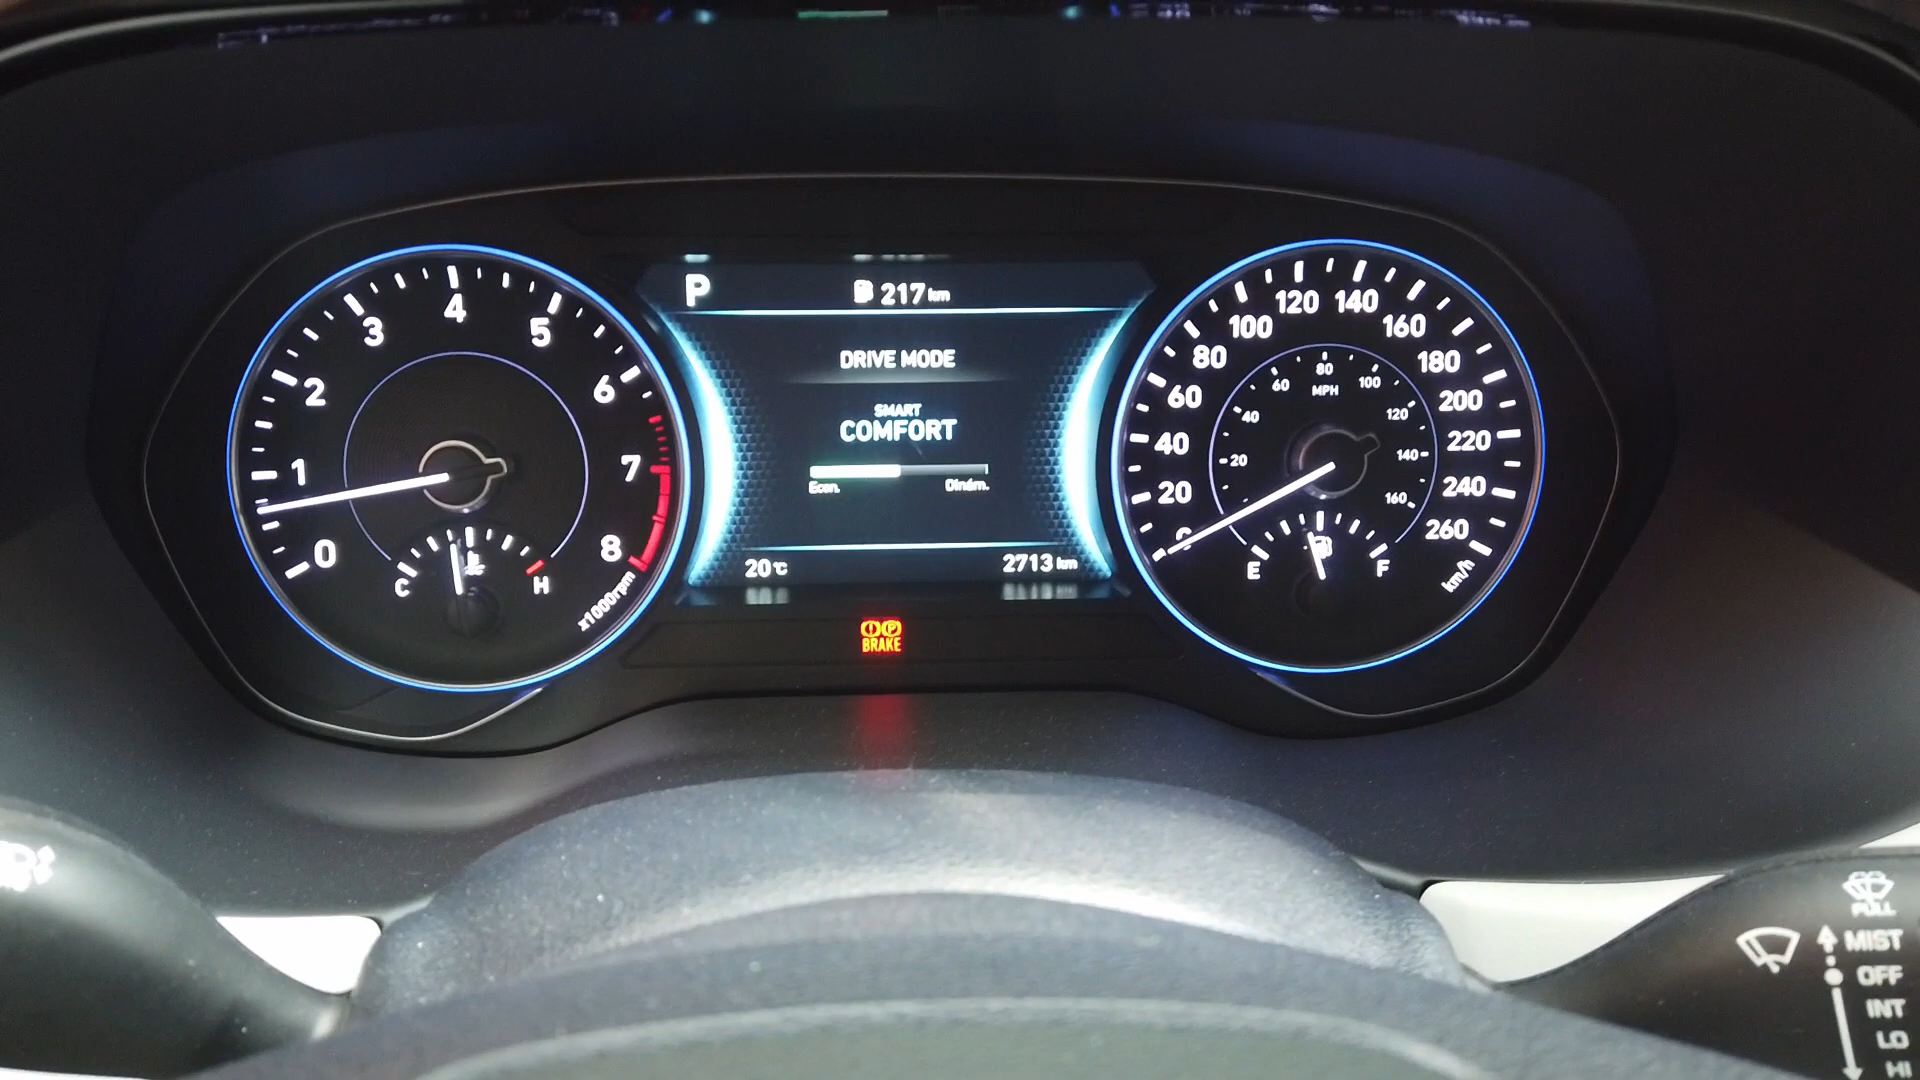 P
217 km
DRIVE MODE
SMART
COMFORT
Econ.
Dinám.
20°C
2713 km
BRAKE
0
1
2
3
4
5
6
7
8
x1000rpm
C
H
0
20
40
60
80
100
120
140
160
180
200
220
240
260
km/h
20
40
60
80
100
120
140
160
MPH
E
F
PULL
MIST
OFF
INT
LO
HI